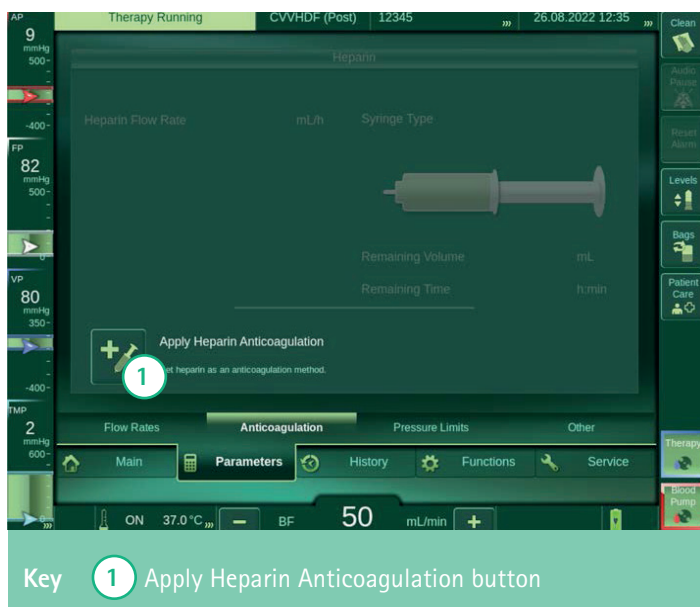 AP Therapy Running CVVHDF (Post) 12345 26.08.2022 12:35 Clean
9
mmHg
500
Heparin
Audio
Pause
-400
Heparin Flow Rate mL/h Syringe Type
Reset
Alarm
FP
82
mmHg
500
Levels
0
Bags
Remaining Volume mL
VP
80
mmHg
350
Remaining Time h:min
Patient
Care
Apply Heparin Anticoagulation
1
et heparin as an anticoagulation method.
-400
TMP
2
mmHg
600
Flow Rates Anticoagulation Pressure Limits Other
Therapy
Main Parameters History Functions Service
Blood
Pump
0
ON 37.0 °C BF 50 mL/min
Key 1 Apply Heparin Anticoagulation button